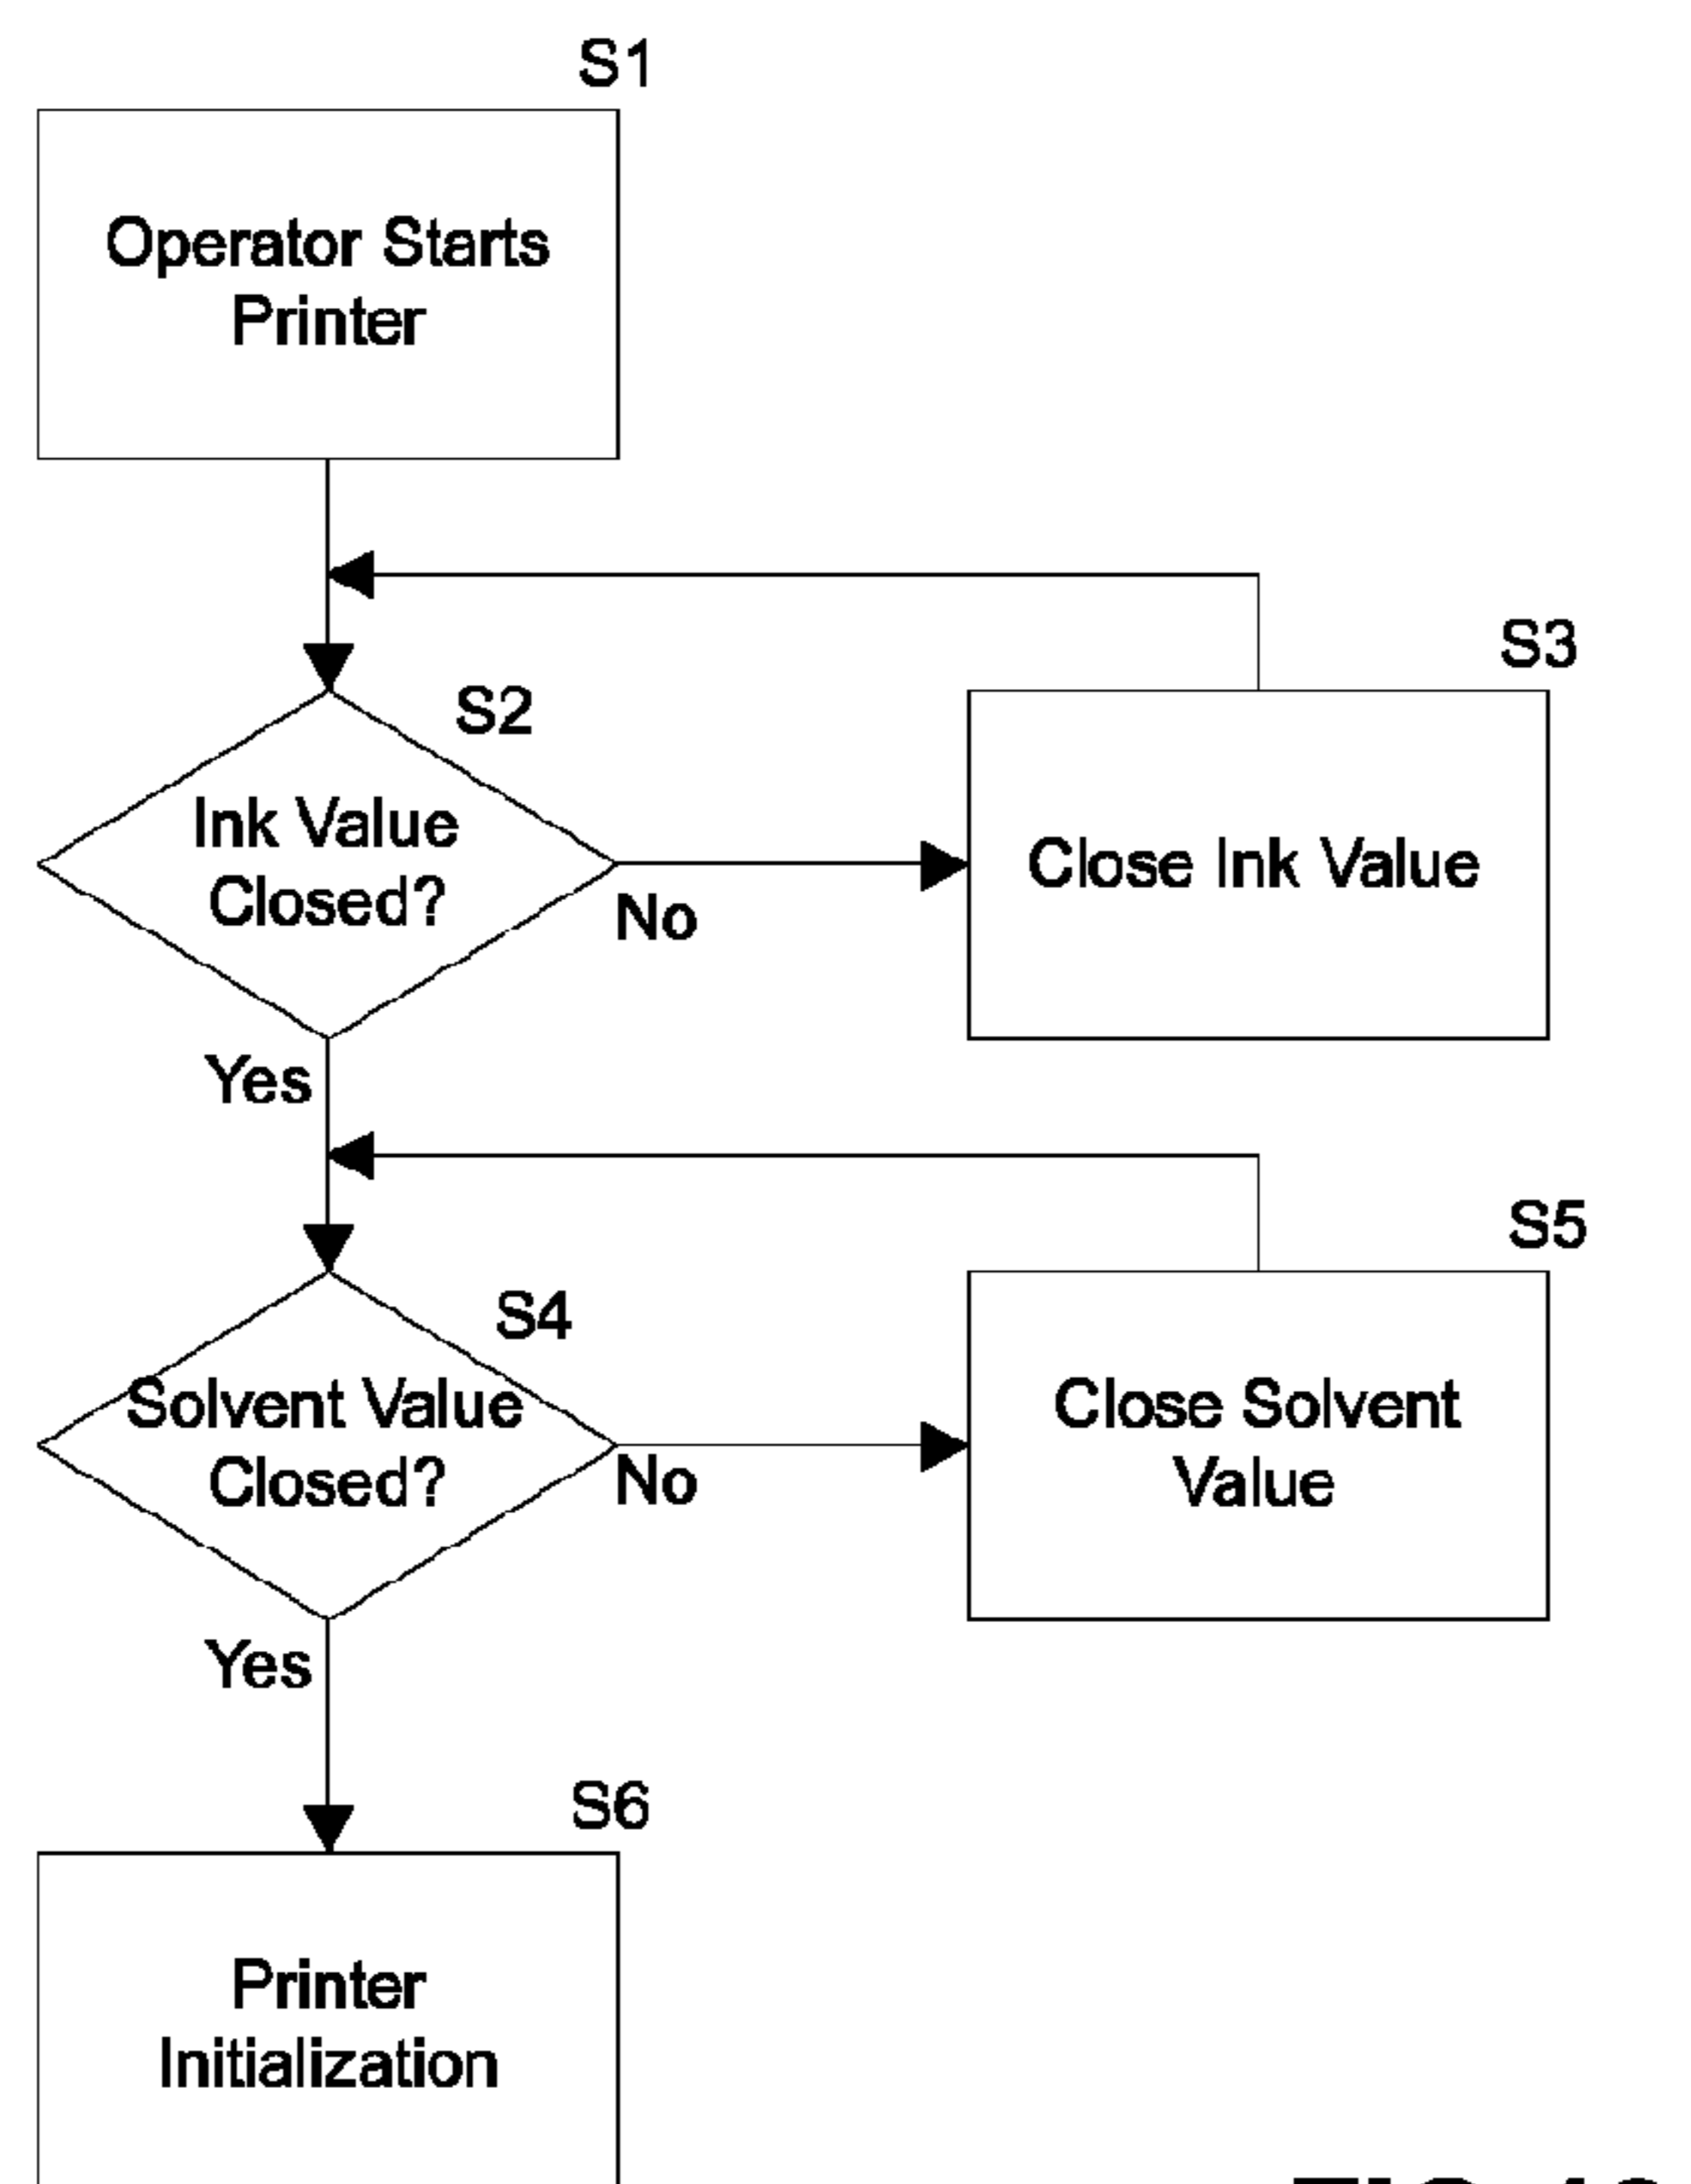 S1
Operator Starts
Printer
S3
S2
Ink Value
Closed?
No
Close Ink Value
Yes
S5
S4
Solvent Value
Closed?
No
Close Solvent
Value
Yes
S6
Printer
Initialization